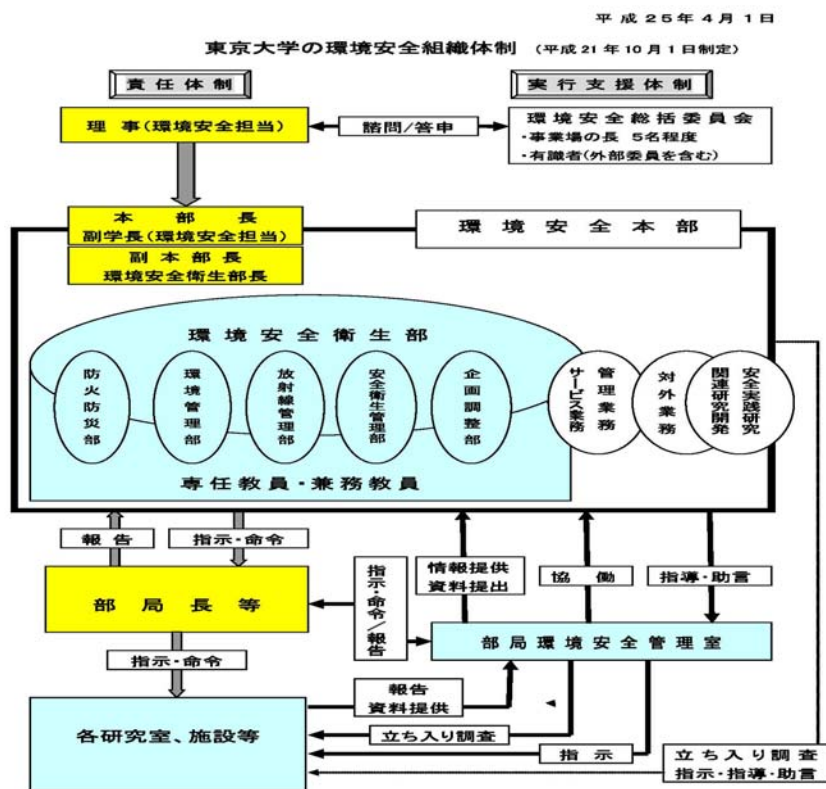 平成25年4月1日
東京大学の環境安全組織体制 (平成21年10月1日制定)
責任体制
実行支援体制
理事(環境安全担当)
諮問/答申
環境安全総括委員会
・事業場の長 5名程度
・有識者(外部委員を含む)
本部長
副学長(環境安全担当)
副本部長
環境安全衛生部長
環境安全本部
環境安全衛生部
防火防災部
環境管理部
放射線管理部
安全衛生管理部
企画調整部
管理業務
サービス業務
対外業務
安全実践研究
関連研究開発
専任教員・兼務教員
報告
指示・命令
情報提供
資料提出
協働
指導・助言
部局長等
指示・命令/報告
部局環境安全管理室
指示・命令
報告
資料提供
各研究室、施設等
立ち入り調査
指示
立ち入り調査
指示・指導・助言